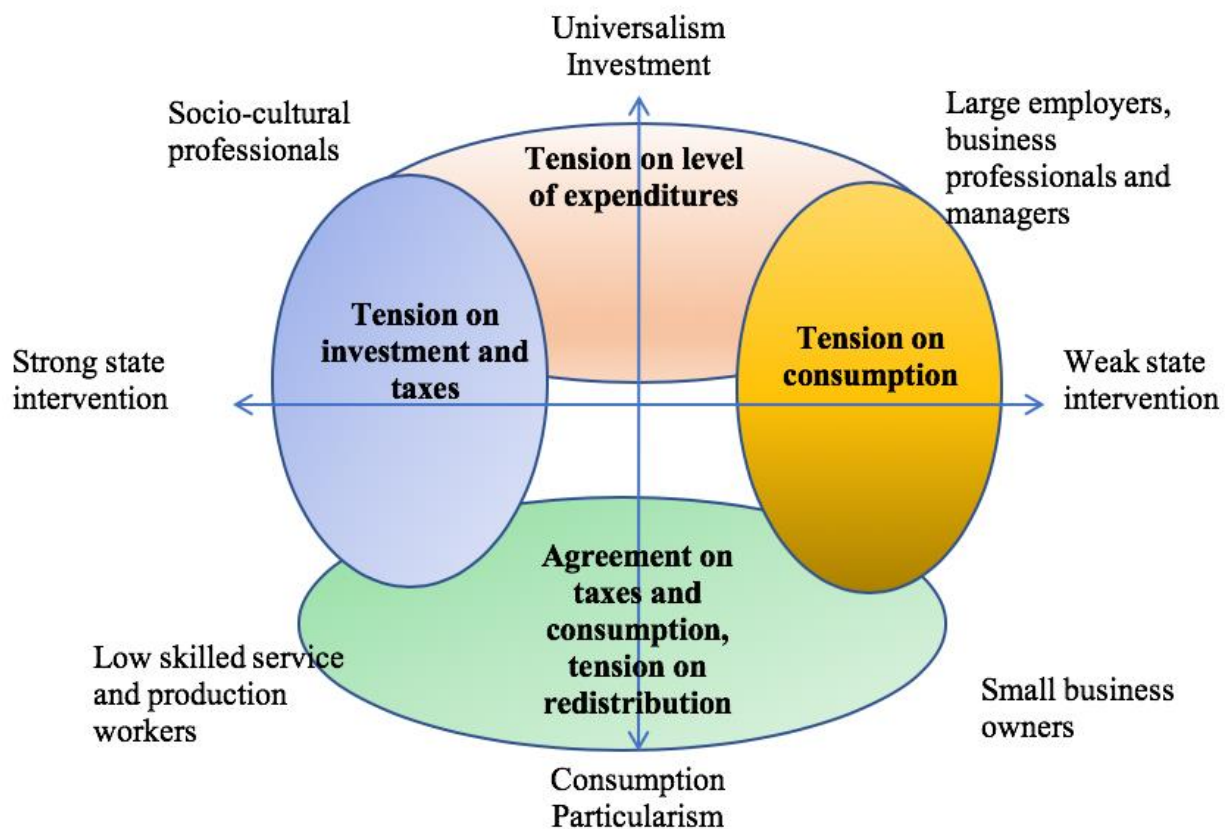 Universalism
Investment
Socio-cultural
professionals
Large employers,
business
professionals and
managers
Tension on level
of expenditures
Tension on
investment and
taxes
Tension on
consumption
Strong state
intervention
Weak state
intervention
Agreement on
taxes and
consumption,
tension on
redistribution
Low skilled service
and production
workers
Small business
owners
Consumption
Particularism